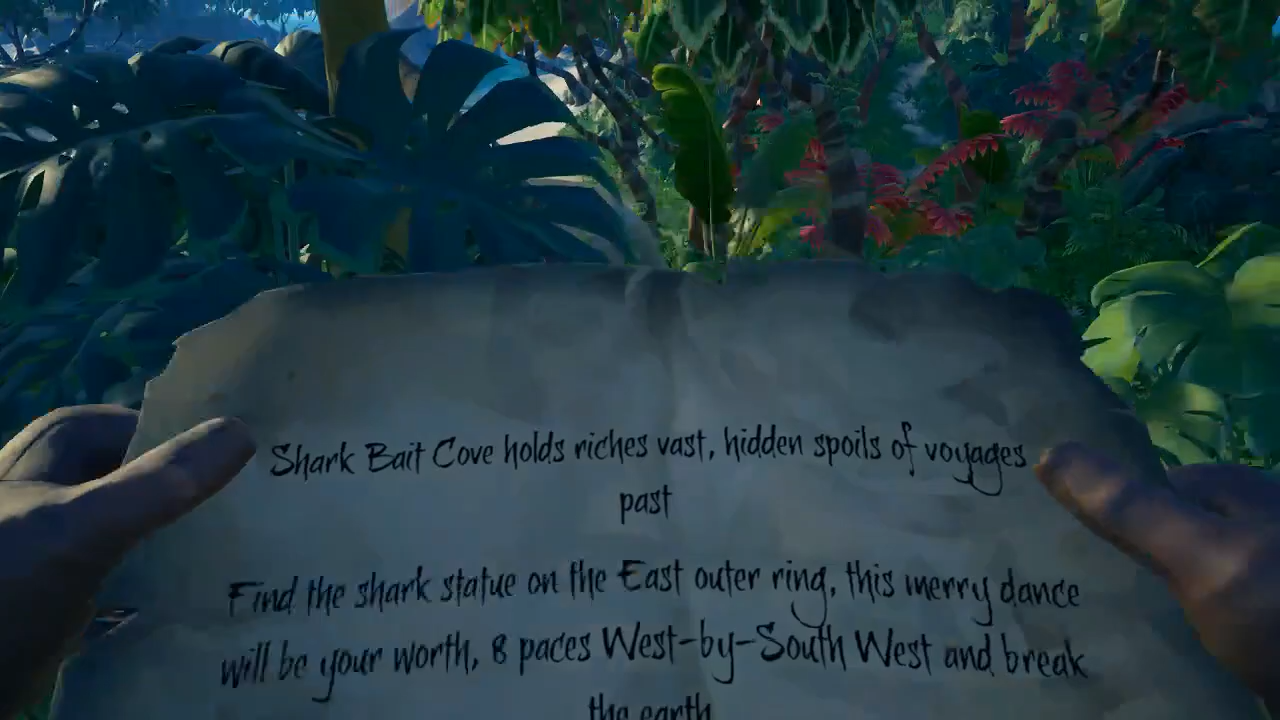 Shark Bait Cove holds riches vast, hidden spoils of voyages
past
Find the shark statue on the East outer ring, this merry dance
will be your worth, 8 paces West-by-South West and break
the earth